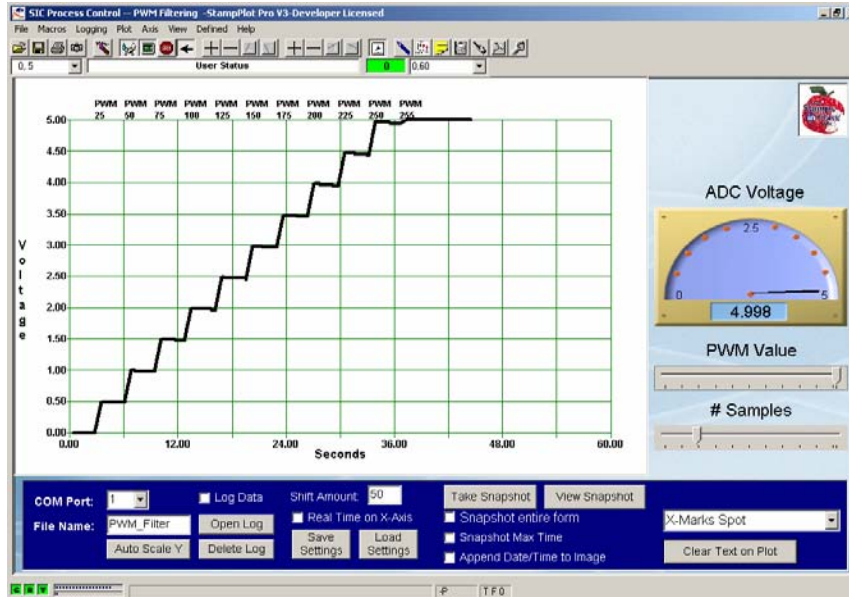 SIC Process Control -- PWM Filtering -StampPlot Pro V3-Developer Licensed
File Macros Logging Plot Axis View Defined Help
0, 5 User Status 0 0.60
PWM PWM PWM PWM PWM PWM PWM PWM PWM PWM PWM
25 50 75 100 125 150 175 200 225 250 255
5.00
4.50
4.00
3.50
3.00
2.50
2.00
1.50
1.00
0.50
0.00
Voltage
0.00 12.00 24.00 36.00 48.00 60.00
Seconds
ADC Voltage
2.5
0 5
4.998
PWM Value
# Samples
COM Port: 1 Log Data Shift Amount: 50 Take Snapshot View Snapshot
Real Time on X-Axis Snapshot entire form
File Name: PWM_Filter Open Log Save Settings Load Settings Snapshot Max Time X-Marks Spot
Auto Scale Y Delete Log Append Date/Time to Image Clear Text on Plot
C R T -P TFO